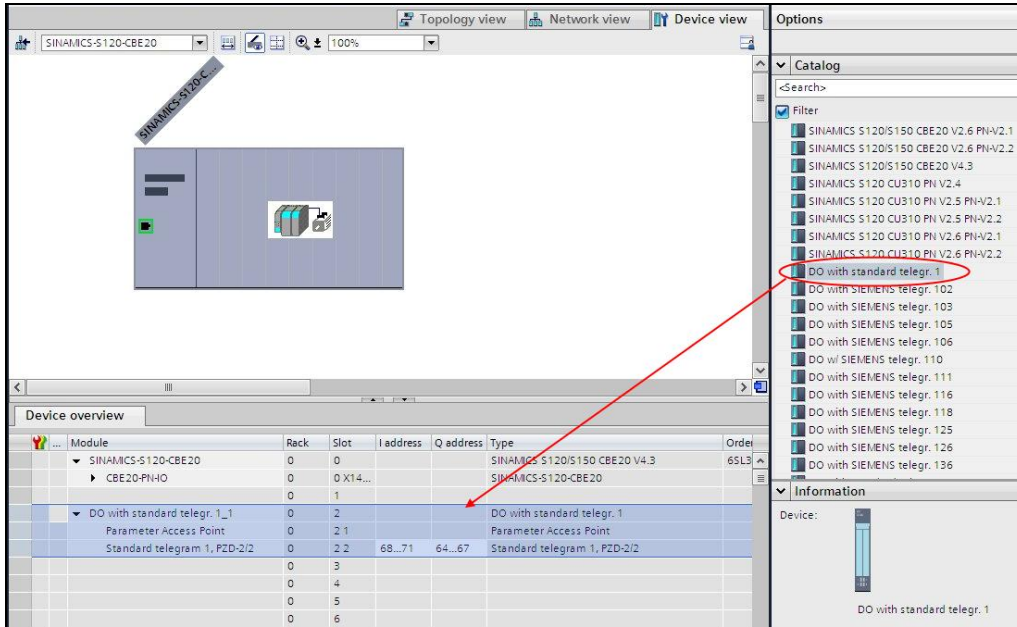 Topology view Network view Device view
SINAMICS-S120-CBE20 100%
SINAMICS-S120-C...
Device overview
... Module Rack Slot I address Q address Type Order
SINAMICS-S120-CBE20 0 0 SINAMICS S120/S150 CBE20 V4.3 6SL3
CBE20-PN-IO 0 0 X14... SINAMICS-S120-CBE20
0 1
DO with standard telegr. 1_1 0 2 DO with standard telegr. 1
Parameter Access Point 0 2 1 Parameter Access Point
Standard telegram 1, PZD-2/2 0 2 2 68...71 64...67 Standard telegram 1, PZD-2/2
0 3
0 4
0 5
0 6
Options
Catalog
<Search>
Filter
SINAMICS S120/S150 CBE20 V2.6 PN-V2.1
SINAMICS S120/S150 CBE20 V2.6 PN-V2.2
SINAMICS S120/S150 CBE20 V4.3
SINAMICS S120 CU310 PN V2.4
SINAMICS S120 CU310 PN V2.5 PN-V2.1
SINAMICS S120 CU310 PN V2.5 PN-V2.2
SINAMICS S120 CU310 PN V2.6 PN-V2.1
SINAMICS S120 CU310 PN V2.6 PN-V2.2
DO with standard telegr. 1
DO with SIEMENS telegr. 102
DO with SIEMENS telegr. 103
DO with SIEMENS telegr. 105
DO with SIEMENS telegr. 106
DO w/ SIEMENS telegr. 110
DO with SIEMENS telegr. 111
DO with SIEMENS telegr. 116
DO with SIEMENS telegr. 118
DO with SIEMENS telegr. 125
DO with SIEMENS telegr. 126
DO with SIEMENS telegr. 136
Information
Device:
DO with standard telegr. 1